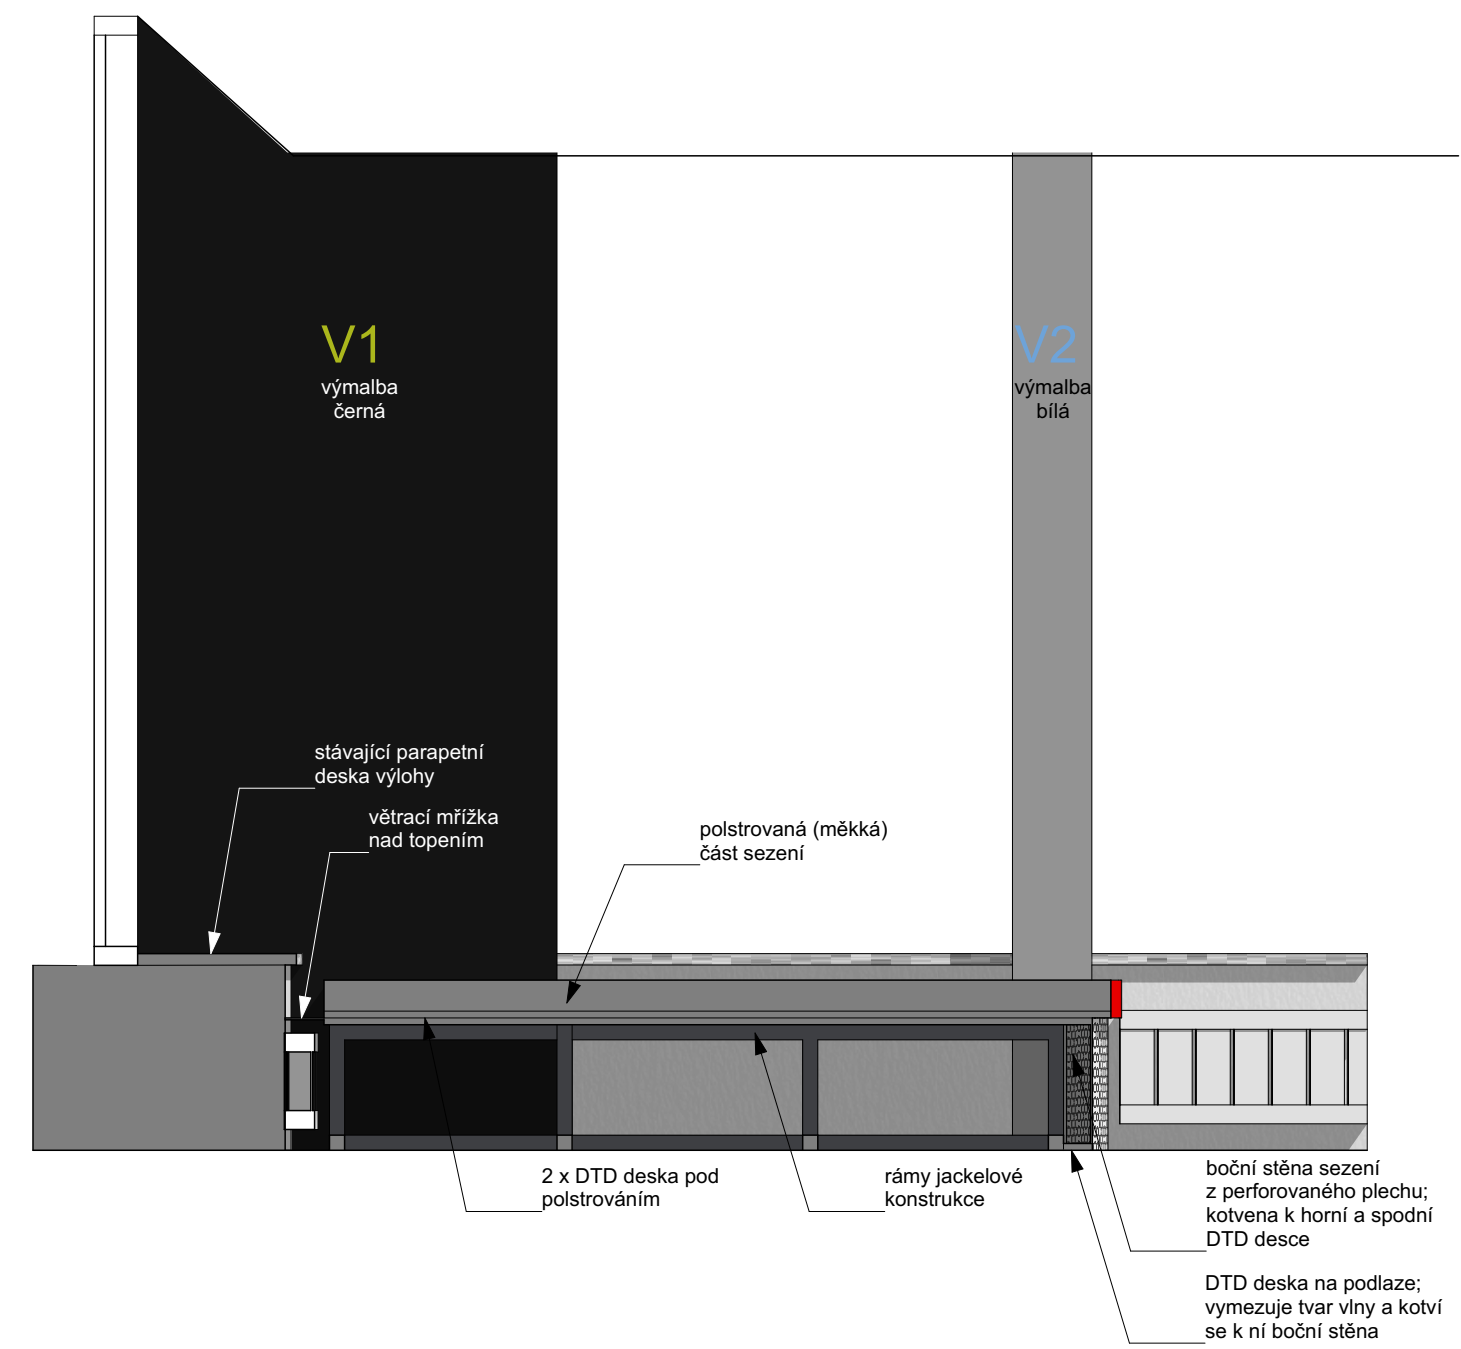 V1
výmalba
černá
V2
výmalba
bílá
stávající parapetní
deska výlohy
větrací mřížka
nad topením
polstrovaná (měkká)
část sezení
2 x DTD deska pod
polstrováním
rámy jackelové
konstrukce
boční stěna sezení
z perforovaného plechu;
kotvena k horní a spodní
DTD desce
DTD deska na podlaze;
vymezuje tvar vlny a kotví
se k ní boční stěna